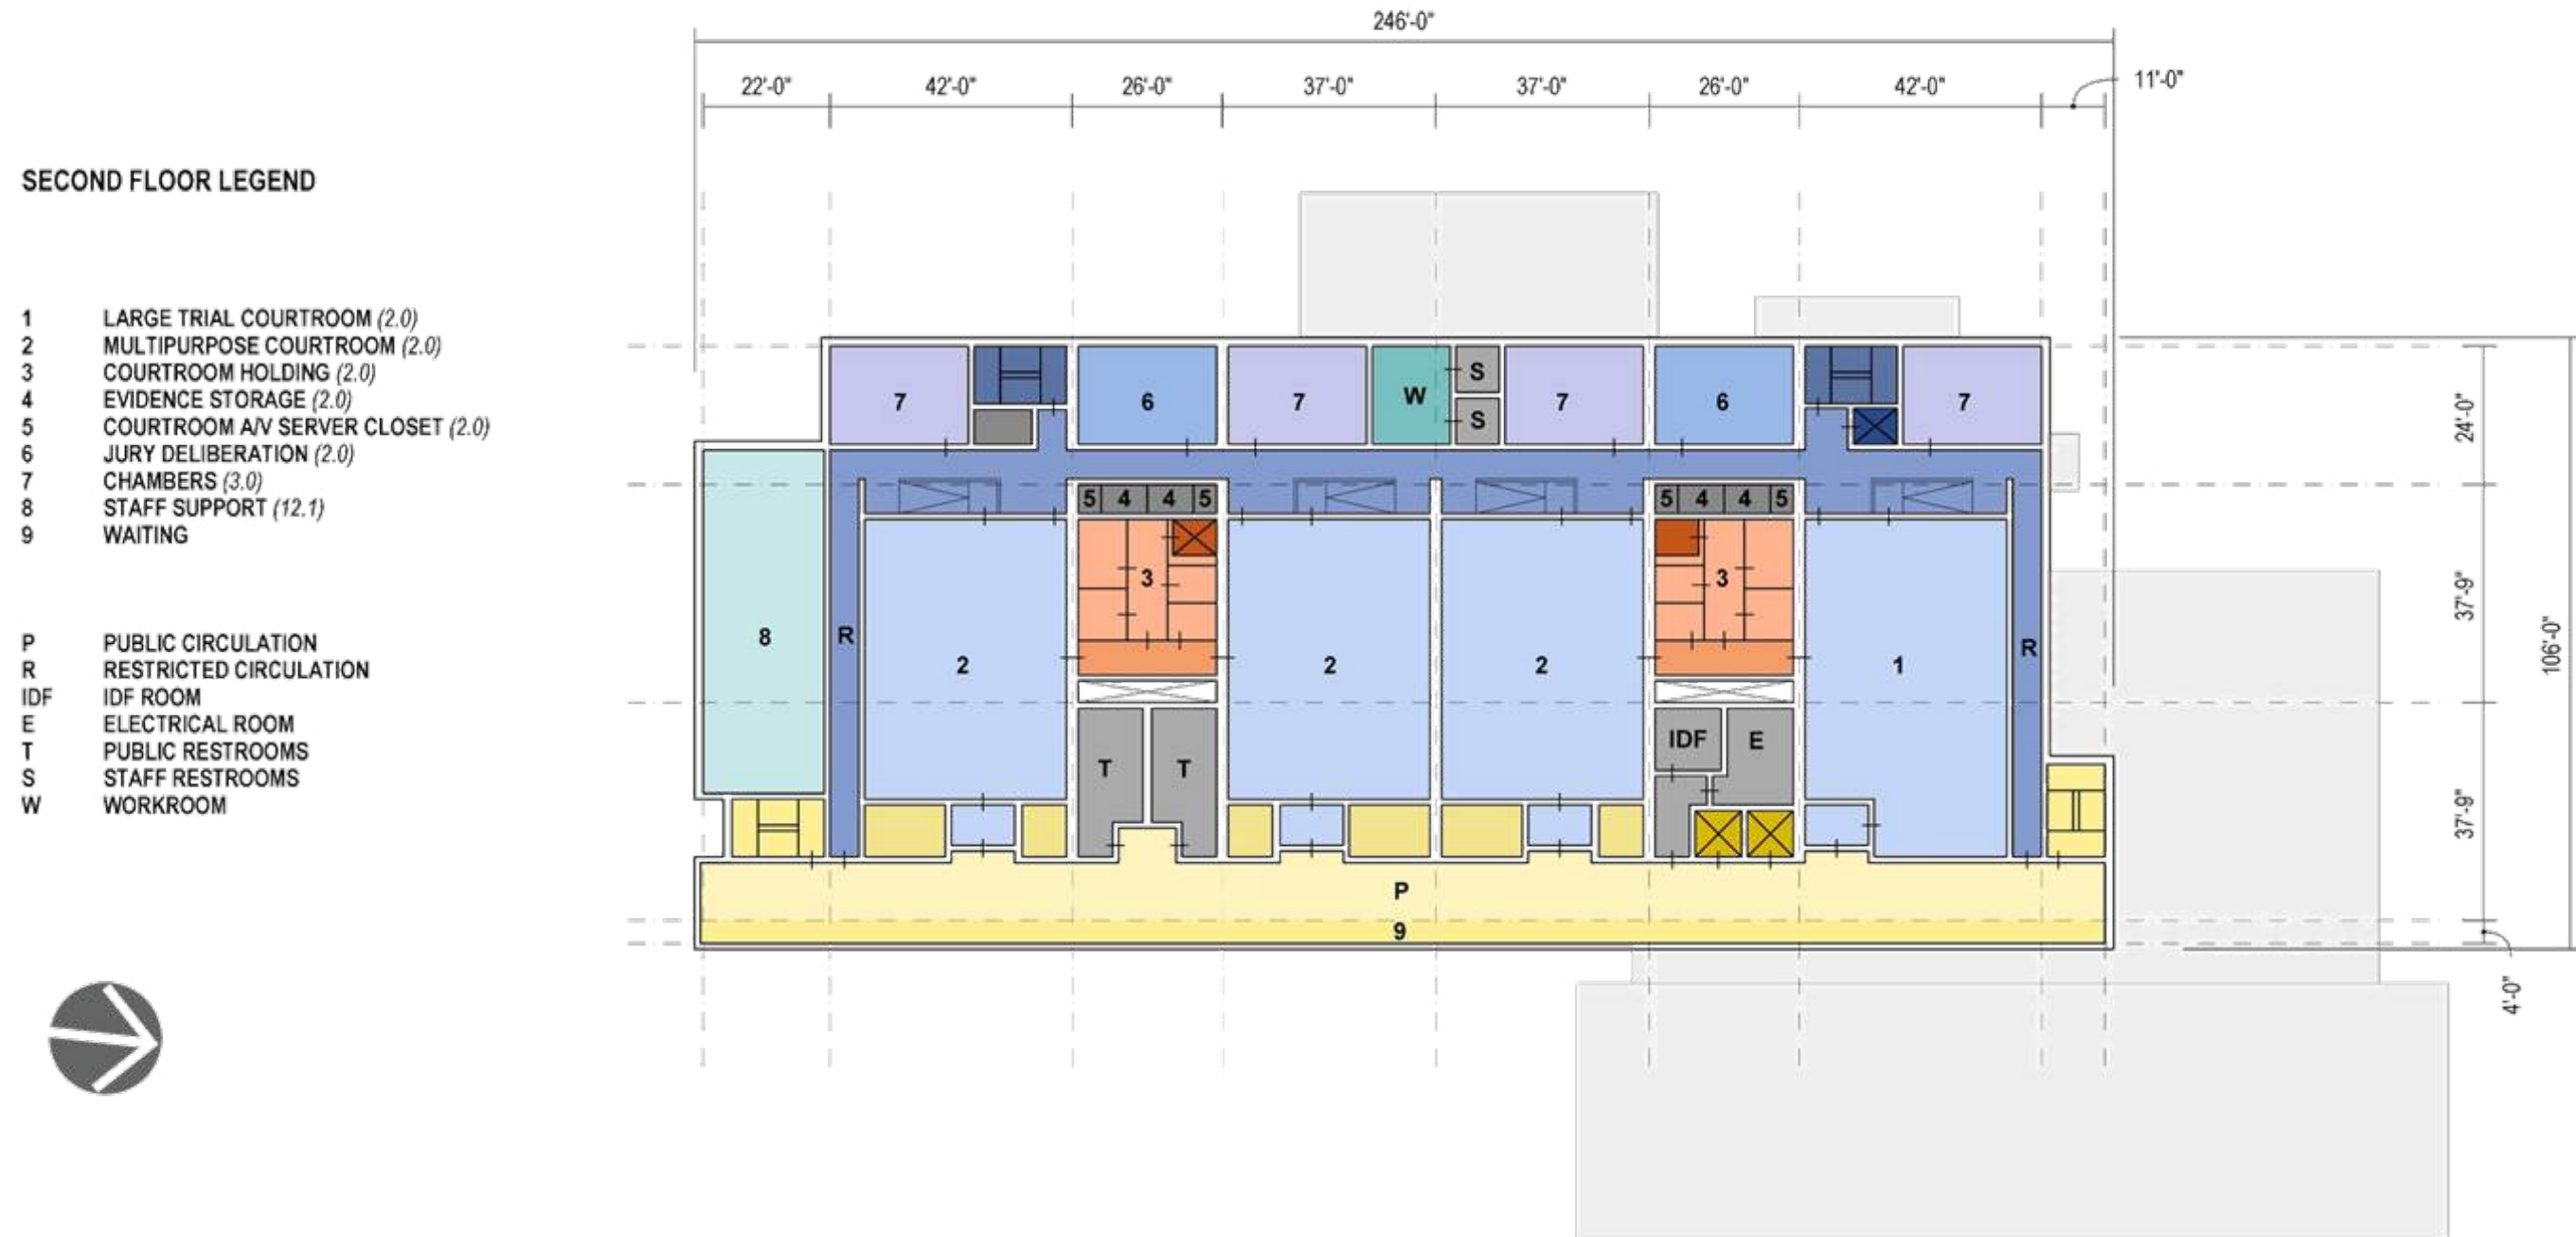 246'-0"
22'-0" 42'-0" 26'-0" 37'-0" 37'-0" 26'-0" 42'-0" 11'-0"
SECOND FLOOR LEGEND
1 LARGE TRIAL COURTROOM (2.0)
2 MULTIPURPOSE COURTROOM (2.0)
3 COURTROOM HOLDING (2.0)
4 EVIDENCE STORAGE (2.0)
5 COURTROOM A/V SERVER CLOSET (2.0)
6 JURY DELIBERATION (2.0)
7 CHAMBERS (3.0)
8 STAFF SUPPORT (12.1)
9 WAITING
P PUBLIC CIRCULATION
R RESTRICTED CIRCULATION
IDF IDF ROOM
E ELECTRICAL ROOM
T PUBLIC RESTROOMS
S STAFF RESTROOMS
W WORKROOM
S
7 6 7 W 7 6 7
S
5 4 4 5 5 4 4 5
3 3
8 R R
2 2 2 1
IDF E
T T
P
9
24'-0"
37'-9"
37'-9"
106'-0"
4'-0"